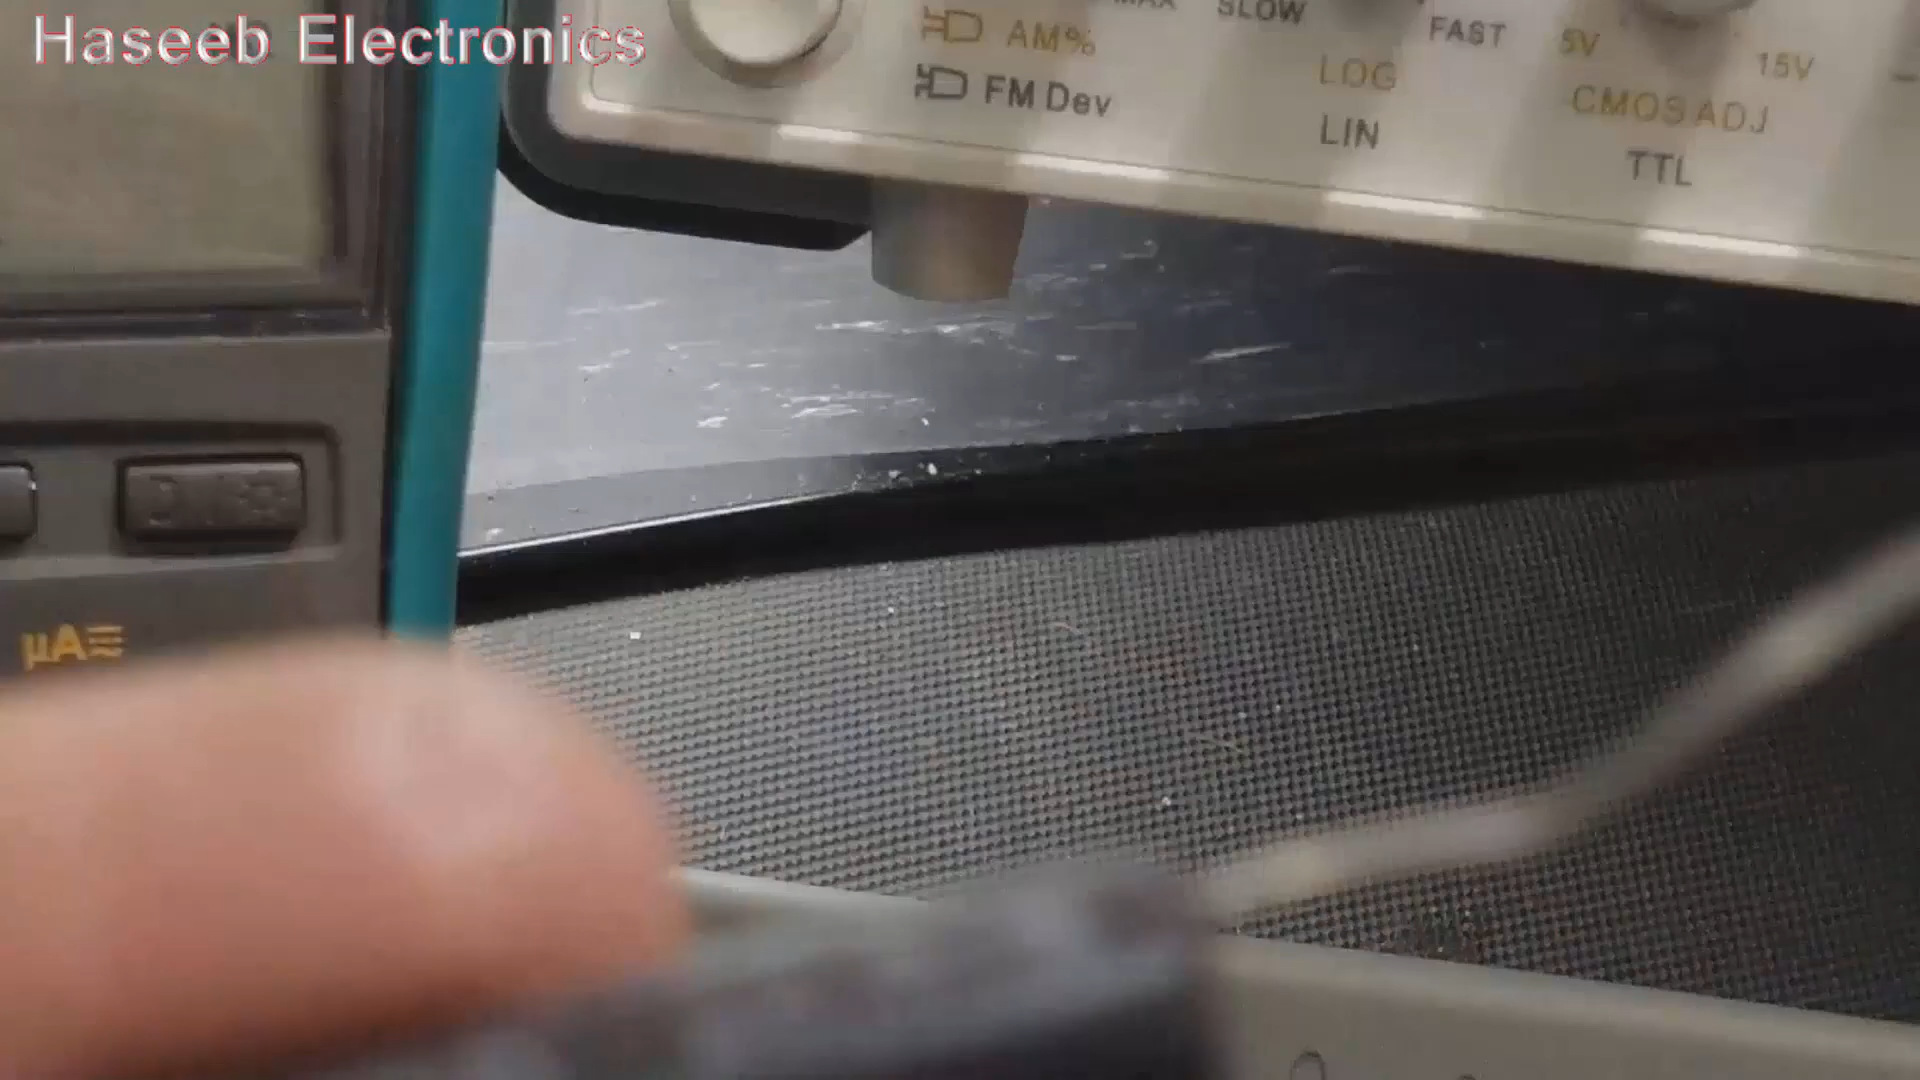 Haseeb Electronics
SLOW
FAST
5V
15V
AM%
LOG
CMOS ADJ
FM Dev
LIN
TTL
µA